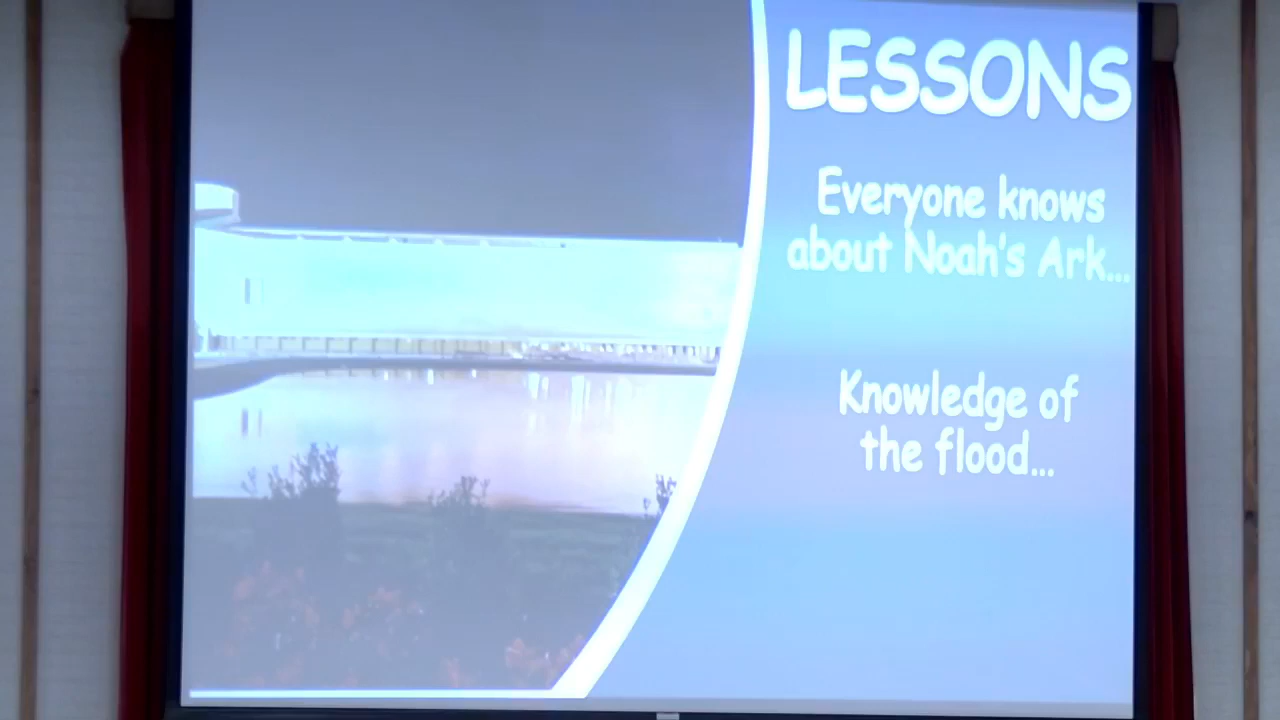 LESSONS
Everyone knows
about Noah's Ark...
Knowledge of
the flood...